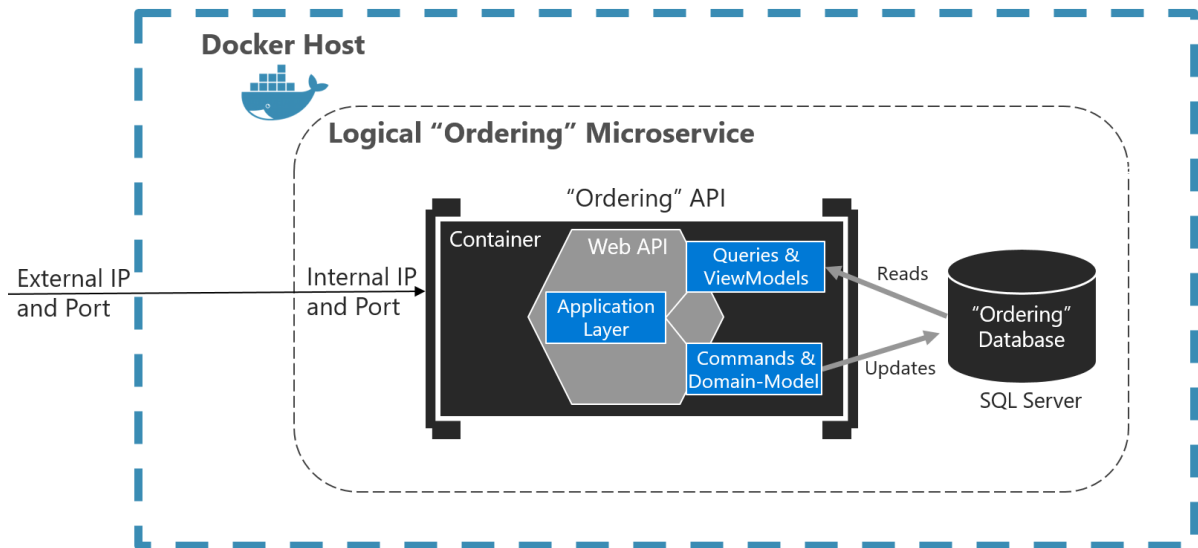 Docker Host
Logical “Ordering” Microservice
“Ordering” API
Container
Web API
Queries &
ViewModels
Application
Layer
Commands &
Domain-Model
External IP
and Port
Internal IP
and Port
Reads
Updates
“Ordering”
Database
SQL Server